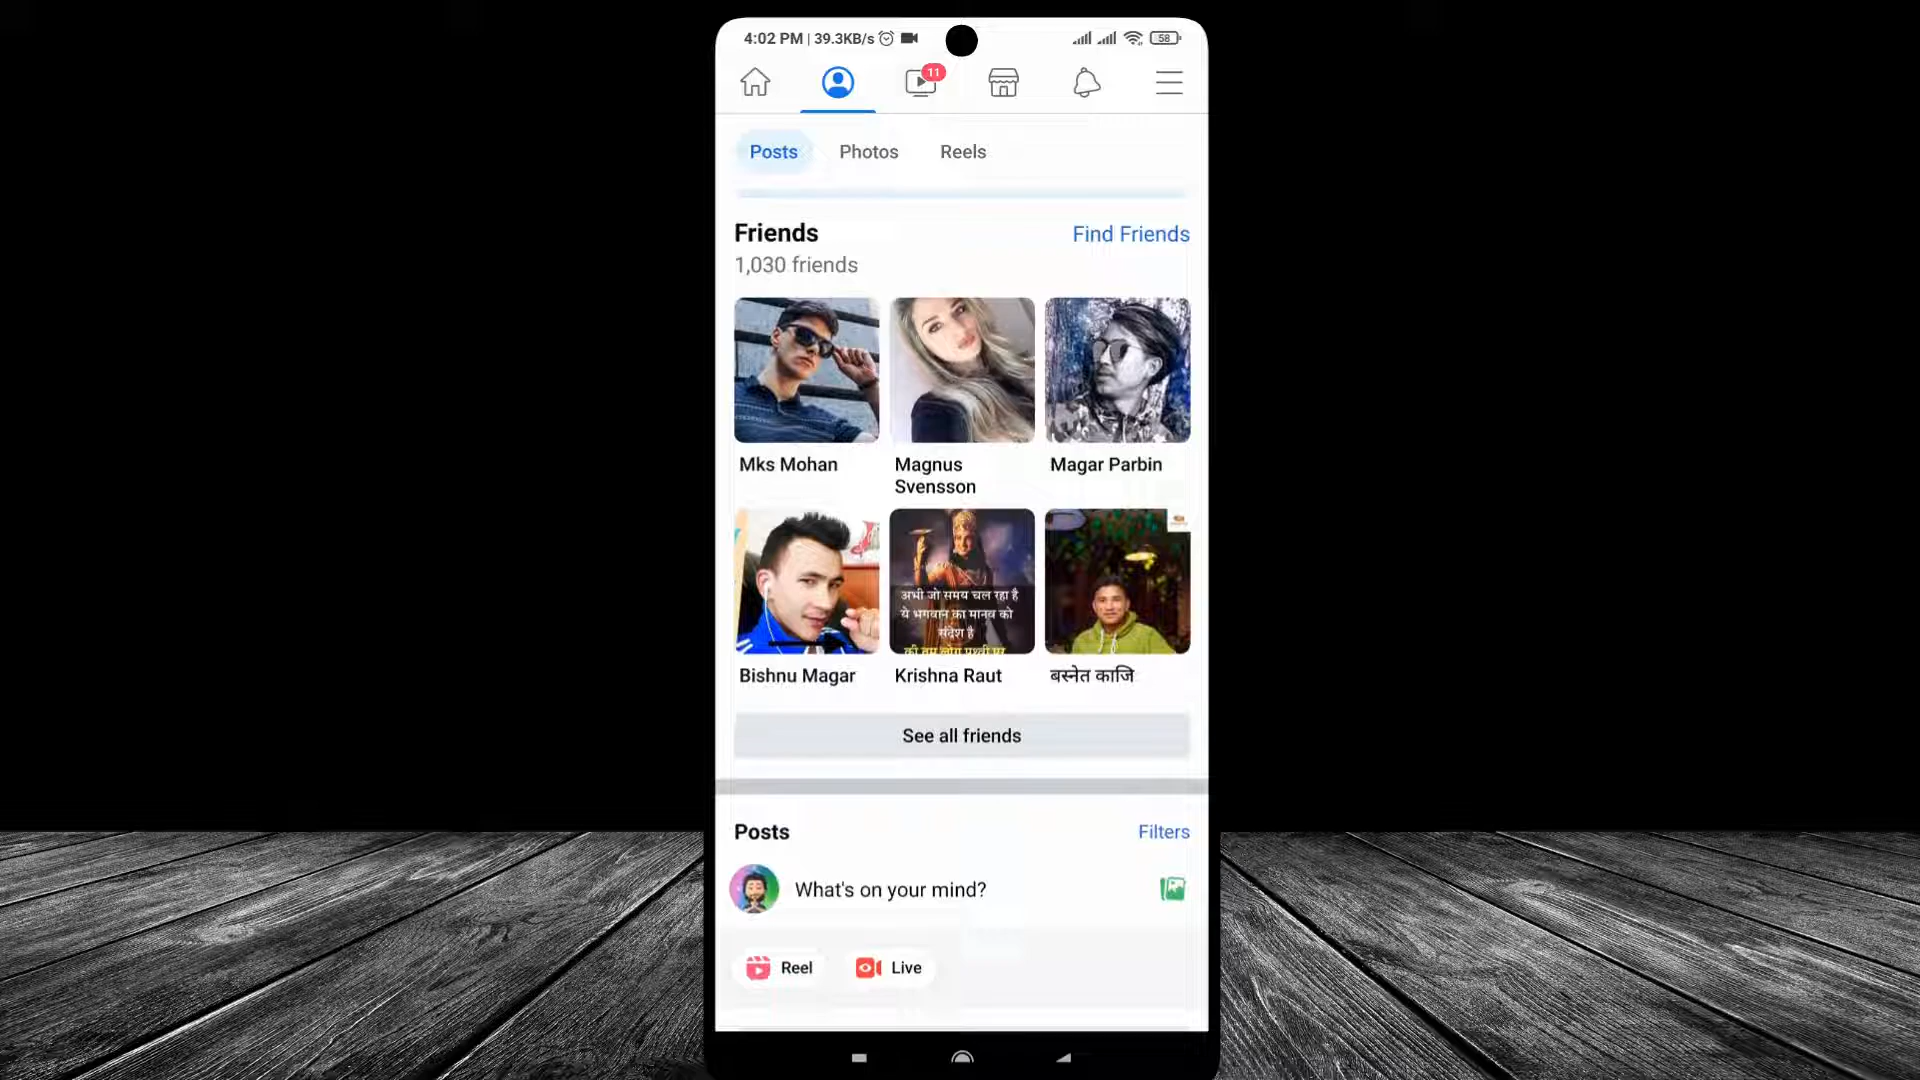 4:02 PM | 39.3KB/s
58
11
Posts Photos Reels
Friends Find Friends
1,030 friends
Mks Mohan
Magnus
Svensson
Magar Parbin
अभी जो समय चल रहा है
ये भगवान का मानव को
संदेश है
की तुम लोग पृथ्वी पर
Bishnu Magar
Krishna Raut
बस्नेत काजि
See all friends
Posts Filters
What's on your mind?
Reel Live